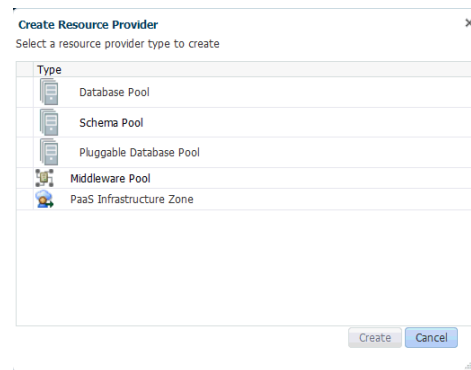 Create Resource Provider
Select a resource provider type to create
Type
Database Pool
Schema Pool
Pluggable Database Pool
Middleware Pool
PaaS Infrastructure Zone
Create Cancel